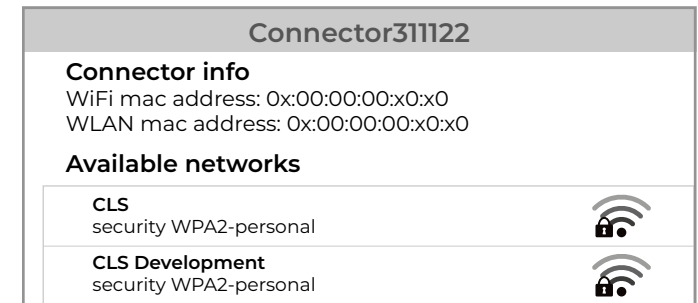 Connector311122
Connector info
WiFi mac address: 0x:00:00:00:x0:x0
WLAN mac address: 0x:00:00:00:x0:x0
Available networks
CLS
security WPA2-personal
CLS Development
security WPA2-personal